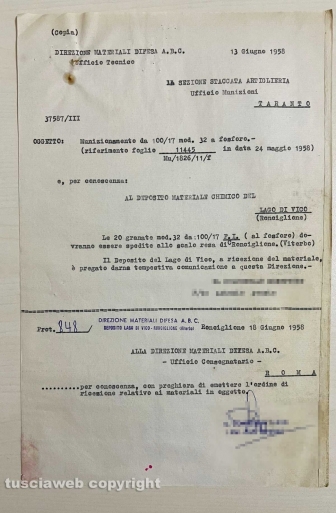 (Copia)
DIREZIONE MATERIALI DIFESA A.B.C.
Ufficio Tecnico
13 Giugno 1958
1A SEZIONE STACCATA ARTIGLIERIA
Ufficio Munizioni
TARANTO
37587/III
OGGETTO: Munizionamento da 100/17 mod. 32 a fosforo.-
(riferimento foglio 11445 in data 24 maggio 1958)
Mu/1826/11/f
e, per conoscenza:
AL DEPOSITO MATERIALE CHIMICO DEL
LAGO DI VICO
(Ronciglione)
Le 20 granate mod.32 da:100/17 F.L. ( al fosforo) do-
vranno essere spedite allo scalo resa di Ronciglione.(Viterbo)
Il Deposito del Lago di Vico, a ricezione del materiale,
è pregato darne tempestiva comunicazione a questa Direzione.-
Prot. 848/
DIREZIONE MATERIALI DIFESA A.B.C.
DEPOSITO LAGO DI VICO - RONCIGLIONE (Viterbo)
Ronciglione 18 Giugno 1958
ALLA DIREZIONE MATERIALI DIFESA A.B.C.
- Ufficio Consegnatario -
R O M A
..........per conoscenza, con preghiera di emettere l'ordine di
ricezione relativo ai materiali in oggetto.
tusciaweb copyright